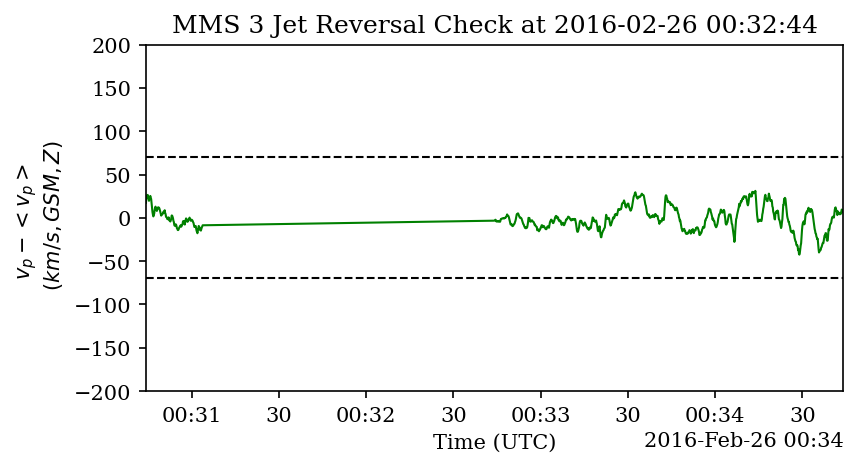 MMS 3 Jet Reversal Check at 2016-02-26 00:32:44
200
150
100
50
0
−50
−100
−150
−200
v_p − < v_p >
(km/s, GSM, Z)
00:31 30 00:32 30 00:33 30 00:34 30
Time (UTC)
2016-Feb-26 00:34